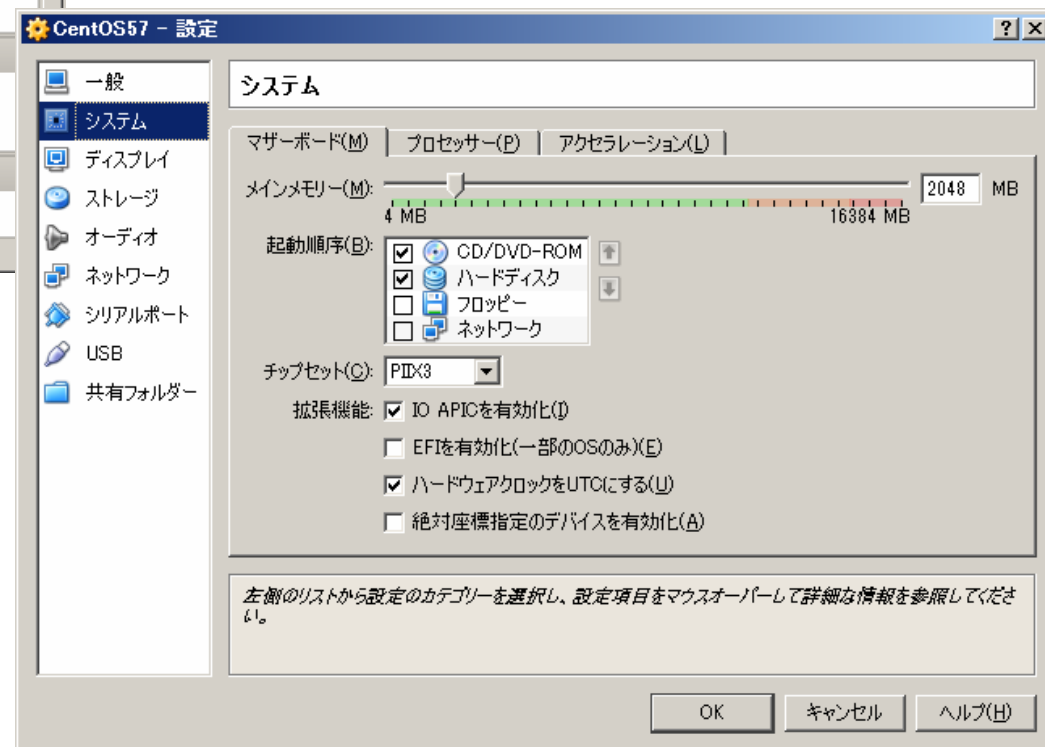 CentOS57 - 設定
一般
システム
ディスプレイ
ストレージ
オーディオ
ネットワーク
シリアルポート
USB
共有フォルダー
システム
マザーボード(M)
プロセッサー(P)
アクセラレーション(L)
メインメモリー(M):
2048 MB
4 MB
16384 MB
起動順序(B):
CD/DVD-ROM
ハードディスク
フロッピー
ネットワーク
チップセット(C): PIIX3
拡張機能: IO APICを有効化(I)
EFIを有効化(一部のOSのみ)(E)
ハードウェアクロックをUTCにする(U)
絶対座標指定のデバイスを有効化(A)
左側のリストから設定のカテゴリーを選択し、設定項目をマウスオーバーして詳細な情報を参照してくださ
い。
OK
キャンセル
ヘルプ(H)